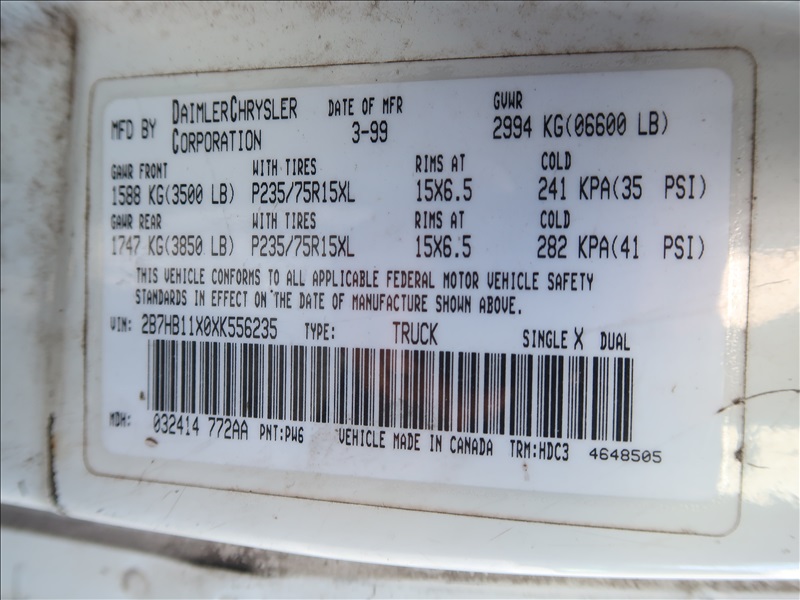 MFD BY DAIMLERCHRYSLER CORPORATION DATE OF MFR 3-99 GVWR 2994 KG(06600 LB)
GAWR FRONT WITH TIRES RIMS AT COLD
1588 KG(3500 LB) P235/75R15XL 15X6.5 241 KPA(35 PSI)
GAWR REAR WITH TIRES RIMS AT COLD
1747 KG(3850 LB) P235/75R15XL 15X6.5 282 KPA(41 PSI)
THIS VEHICLE CONFORMS TO ALL APPLICABLE FEDERAL MOTOR VEHICLE SAFETY
STANDARDS IN EFFECT ON THE DATE OF MANUFACTURE SHOWN ABOVE.
VIN: 2B7HB11X0XK556235 TYPE: TRUCK SINGLE X DUAL
MDH: 032414 772AA PNT:PW6 VEHICLE MADE IN CANADA TRM:HDC3 4648505